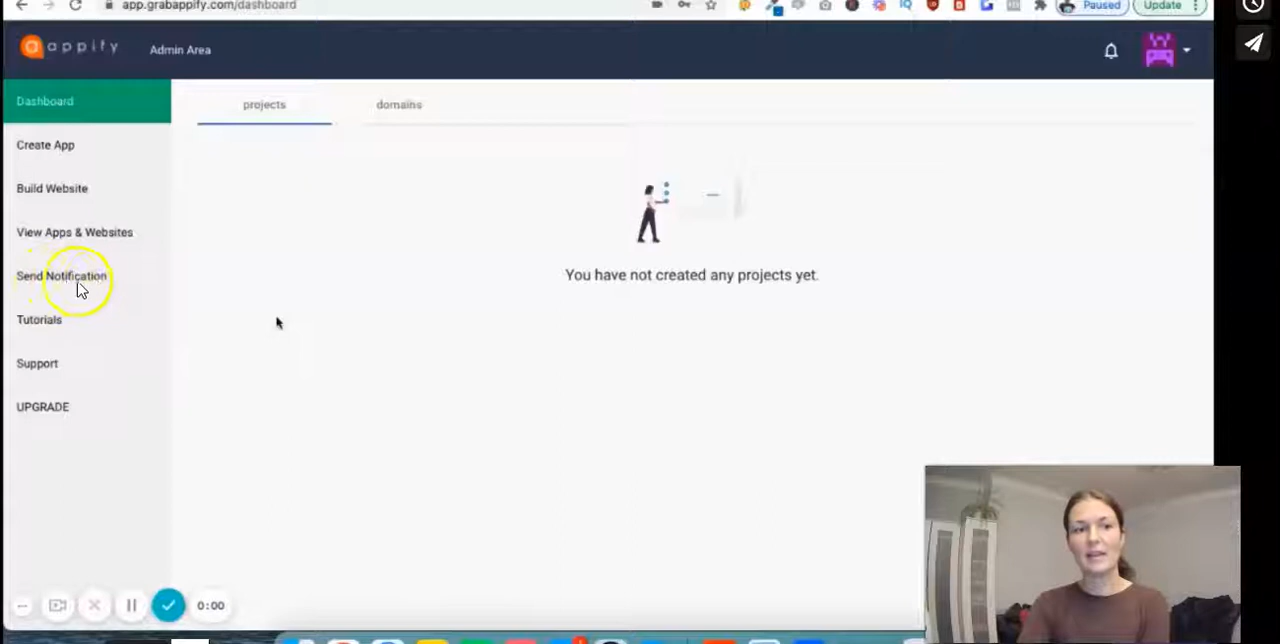 app.grabappify.com/dashboard
Paused
Update
appify
Admin Area
Dashboard
projects
domains
Create App
Build Website
View Apps & Websites
Send Notification
You have not created any projects yet.
Tutorials
Support
UPGRADE
0:00